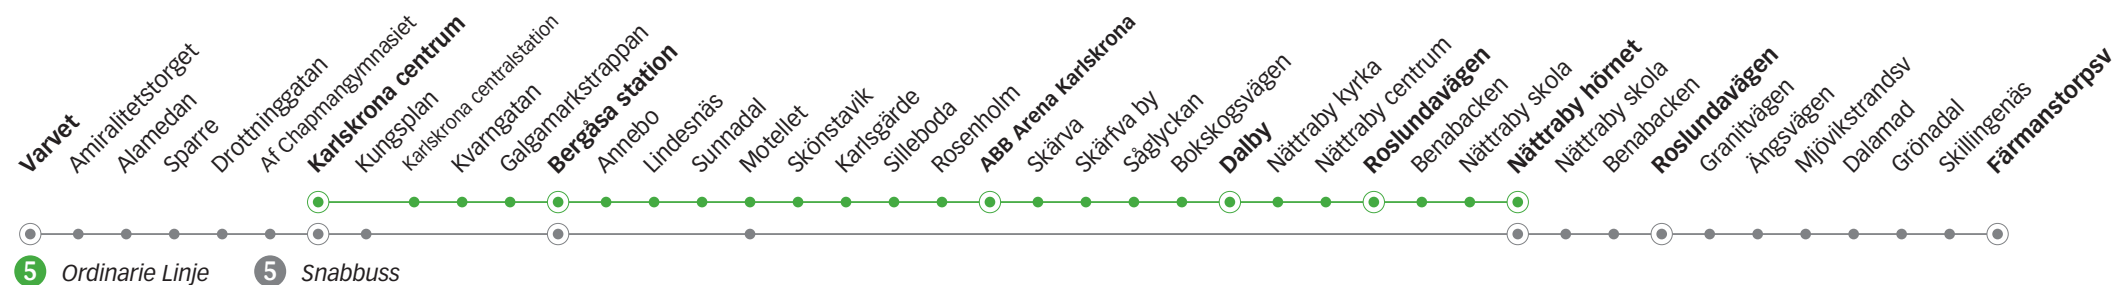 Varvet
Amiralitetstorget
Alamedan
Sparre
Drottninggatan
Af Chapmangymnasiet
Karlskrona centrum
Kungsplan
Karlskrona centralstation
Kvarngatan
Galgamarkstrappan
Bergåsa station
Annebo
Lindesnäs
Sunnadal
Motellet
Skönstavik
Karlsgärde
Silleboda
Rosenholm
ABB Arena Karlskrona
Skärva
Skärfva by
Såglyckan
Bokskogsvägen
Dalby
Nättraby kyrka
Nättraby centrum
Roslundavägen
Benabacken
Nättraby skola
Nättraby hörnet
Nättraby skola
Benabacken
Roslundavägen
Granitvägen
Ängsvägen
Mjövikstrandsv
Dalamad
Grönadal
Skillingenäs
Färmanstorpsv
5 Ordinarie Linje
5 Snabbuss